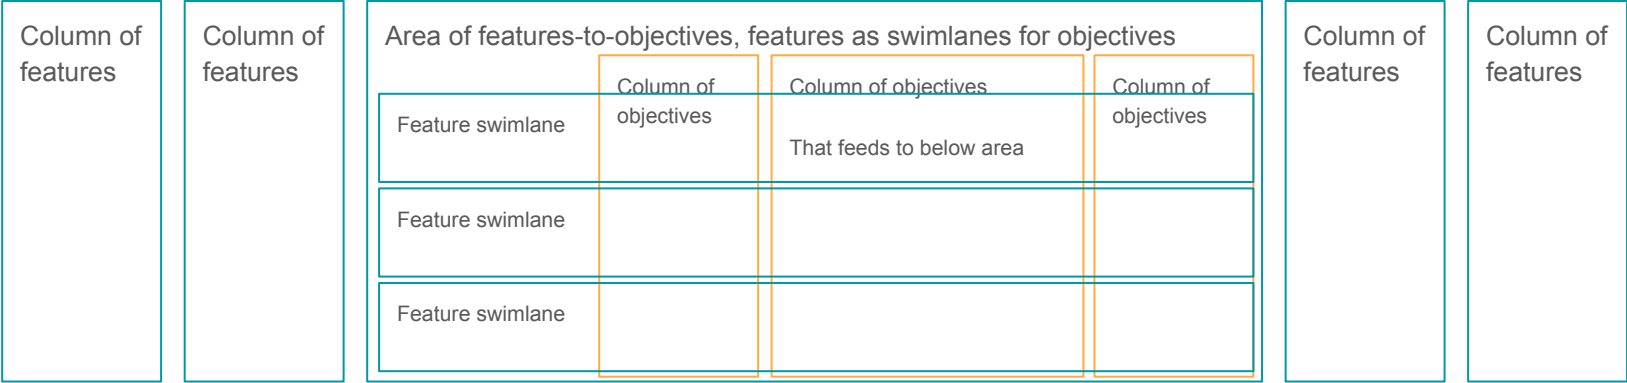 Column of
features
Column of
features
Area of features-to-objectives, features as swimlanes for objectives
Column of
objectives
Column of objectives
That feeds to below area
Column of
objectives
Feature swimlane
Feature swimlane
Feature swimlane
Column of
features
Column of
features